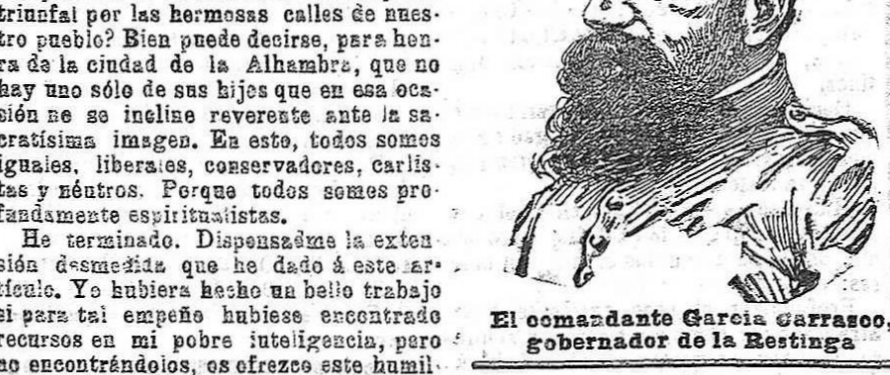 triunfal por las hermosas calles de nues-
tro pueblo? Bien puede decirse, para hon-
ra de la ciudad de la Alhambra, que no
hay uno sólo de sus hijos que en esa oca-
sión no se incline reverente ante la sa-
cratísima imagen. En esto, todos somos
iguales, liberales, conservadores, carlis-
tas y néutros. Porque todos somos pro-
fundamente espiritualistas.
He terminado. Dispensadme la exten-
sión desmedida que he dado á este ar-
tículo. Yo hubiera hecho un bello trabajo
si para tal empeño hubiese encontrado
recursos en mi pobre inteligencia, pero
no encontrándolos, os ofrezco este humil-
El comandante García Carrasco,
gobernador de la Restinga